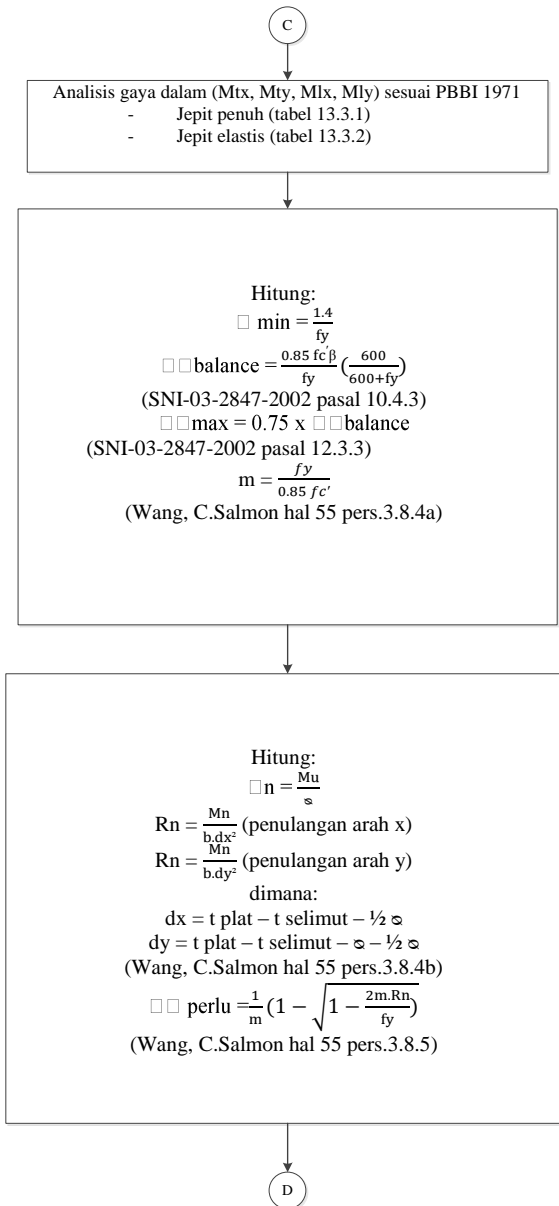 C
Analisis gaya dalam (Mtx, Mty, Mlx, Mly) sesuai PBBI 1971
- Jepit penuh (tabel 13.3.1)
- Jepit elastis (tabel 13.3.2)
Hitung:
□ min = 1.4/fy
□□balance = 0.85 fc'β/fy (600/600+fy)
(SNI-03-2847-2002 pasal 10.4.3)
□□max = 0.75 x □□balance
(SNI-03-2847-2002 pasal 12.3.3)
m = fy/0.85 fc'
(Wang, C.Salmon hal 55 pers.3.8.4a)
Hitung:
□n = Mu/ᴓ
Rn = Mn/b.dx² (penulangan arah x)
Rn = Mn/b.dy² (penulangan arah y)
dimana:
dx = t plat – t selimut – ½ ᴓ
dy = t plat – t selimut – ᴓ – ½ ᴓ
(Wang, C.Salmon hal 55 pers.3.8.4b)
□□ perlu = 1/m (1 − √1 − 2m.Rn/fy)
(Wang, C.Salmon hal 55 pers.3.8.5)
D